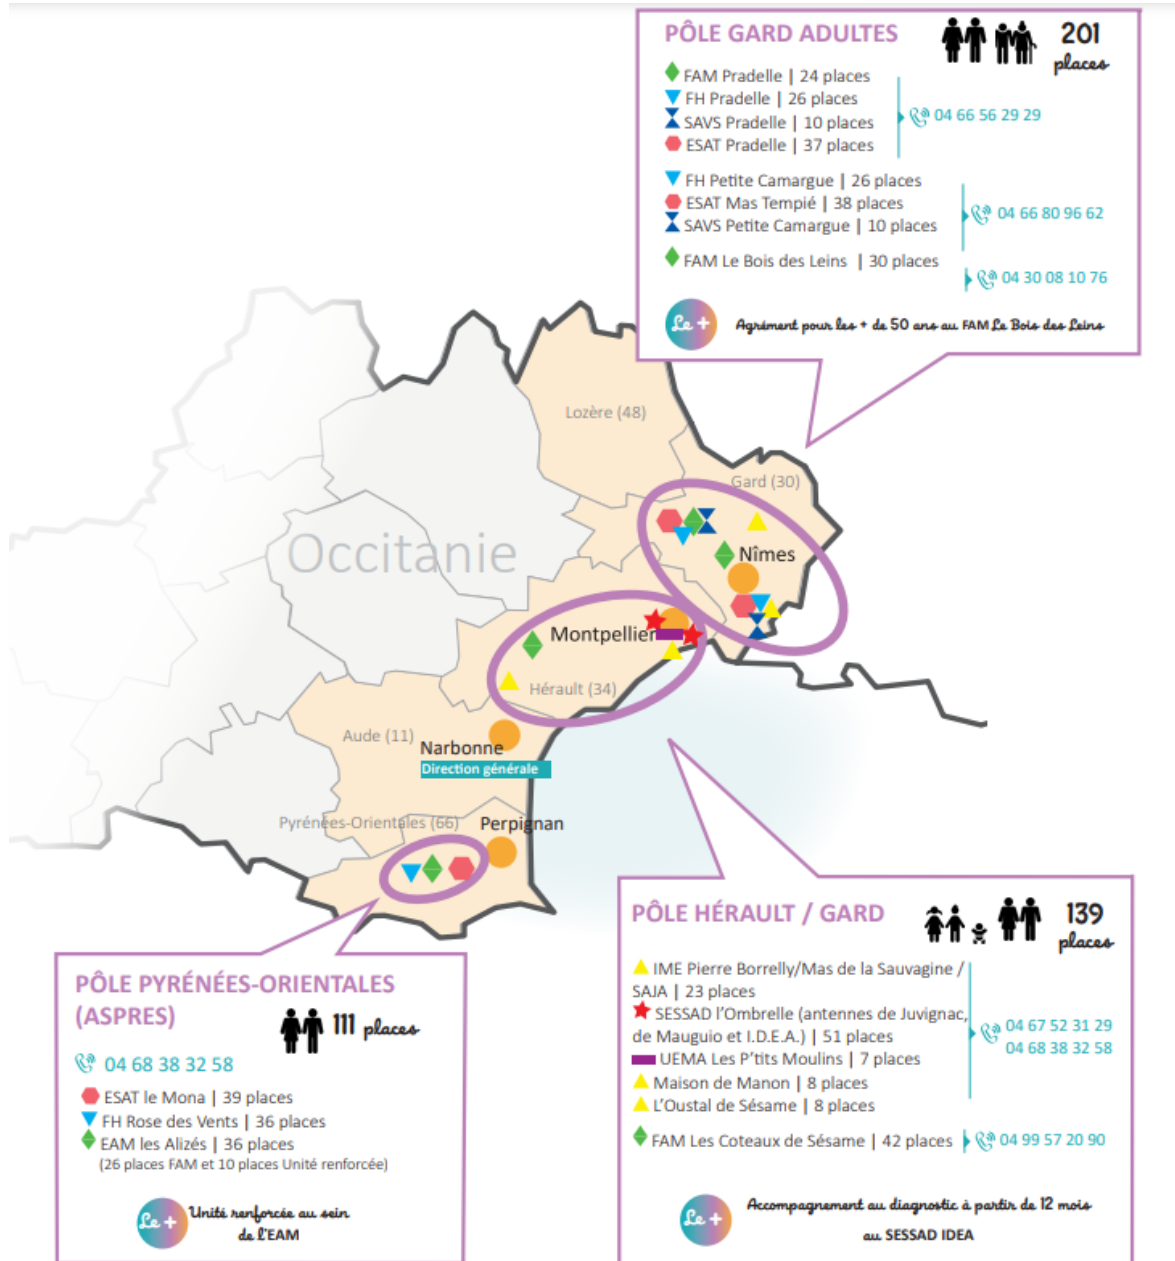 PÔLE GARD ADULTES
201
places
FAM Pradelle | 24 places
FH Pradelle | 26 places
SAVS Pradelle | 10 places
ESAT Pradelle | 37 places
04 66 56 29 29
FH Petite Camargue | 26 places
ESAT Mas Tempié | 38 places
SAVS Petite Camargue | 10 places
04 66 80 96 62
FAM Le Bois des Leins | 30 places
04 30 08 10 76
Le +
Agrément pour les + de 50 ans au FAM Le Bois des Leins
Lozère (48)
Gard (30)
Occitanie
Nîmes
Montpellier
Hérault (34)
Aude (11)
Narbonne
Direction générale
Pyrénées-Orientales (66)
Perpignan
PÔLE PYRÉNÉES-ORIENTALES
(ASPRES)
111 places
04 68 38 32 58
ESAT le Mona | 39 places
FH Rose des Vents | 36 places
EAM les Alizés | 36 places
(26 places FAM et 10 places Unité renforcée)
Le +
Unité renforcée au sein
de l'EAM
PÔLE HÉRAULT / GARD
139
places
IME Pierre Borrelly/Mas de la Sauvagine /
SAJA | 23 places
SESSAD l'Ombrelle (antennes de Juvignac,
de Mauguio et I.D.E.A.) | 51 places
UEMA Les P'tits Moulins | 7 places
Maison de Manon | 8 places
L'Oustal de Sésame | 8 places
04 67 52 31 29
04 68 38 32 58
FAM Les Coteaux de Sésame | 42 places
04 99 57 20 90
Le +
Accompagnement au diagnostic à partir de 12 mois
au SESSAD IDEA